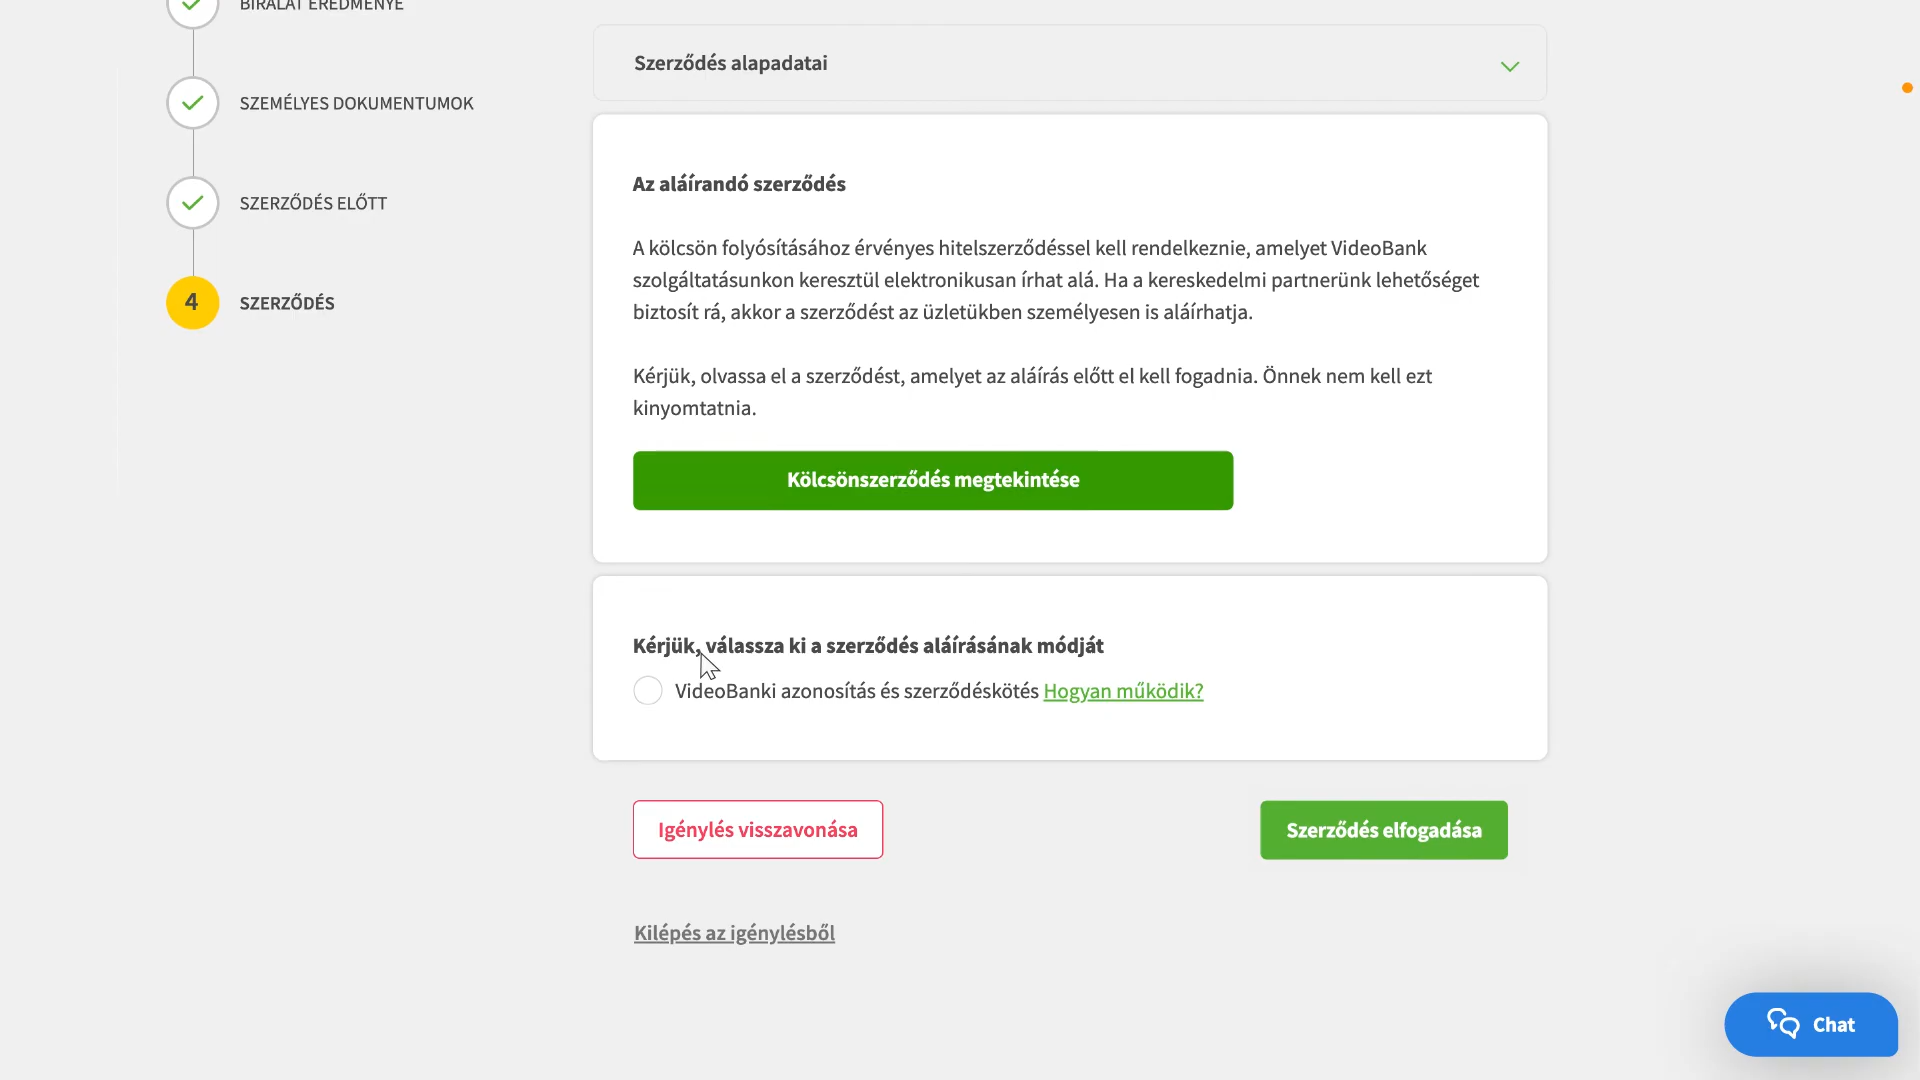 BÍRÁLAT EREDMÉNYE
SZEMÉLYES DOKUMENTUMOK
SZERZŐDÉS ELŐTT
4 SZERZŐDÉS
Szerződés alapadatai
Az aláírandó szerződés
A kölcsön folyósításához érvényes hitelszerződéssel kell rendelkeznie, amelyet VideoBank
szolgáltatásunkon keresztül elektronikusan írhat alá. Ha a kereskedelmi partnerünk lehetőséget
biztosít rá, akkor a szerződést az üzletükben személyesen is aláírhatja.
Kérjük, olvassa el a szerződést, amelyet az aláírás előtt el kell fogadnia. Önnek nem kell ezt
kinyomtatnia.
Kölcsönszerződés megtekintése
Kérjük, válassza ki a szerződés aláírásának módját
VideoBanki azonosítás és szerződéskötés Hogyan működik?
Igénylés visszavonása
Szerződés elfogadása
Kilépés az igénylésből
Chat